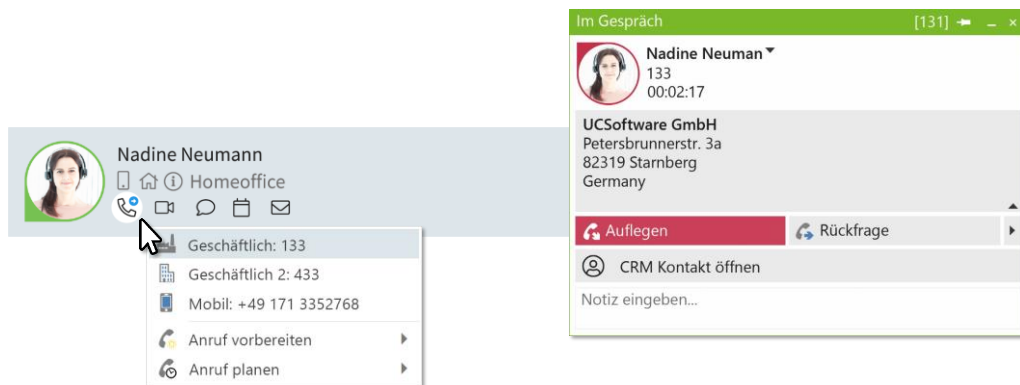 Nadine Neumann
Homeoffice
Geschäftlich: 133
Geschäftlich 2: 433
Mobil: +49 171 3352768
Anruf vorbereiten
Anruf planen
Im Gespräch [131]
Nadine Neuman
133
00:02:17
UCSoftware GmbH
Petersbrunnerstr. 3a
82319 Starnberg
Germany
Auflegen Rückfrage
CRM Kontakt öffnen
Notiz eingeben...